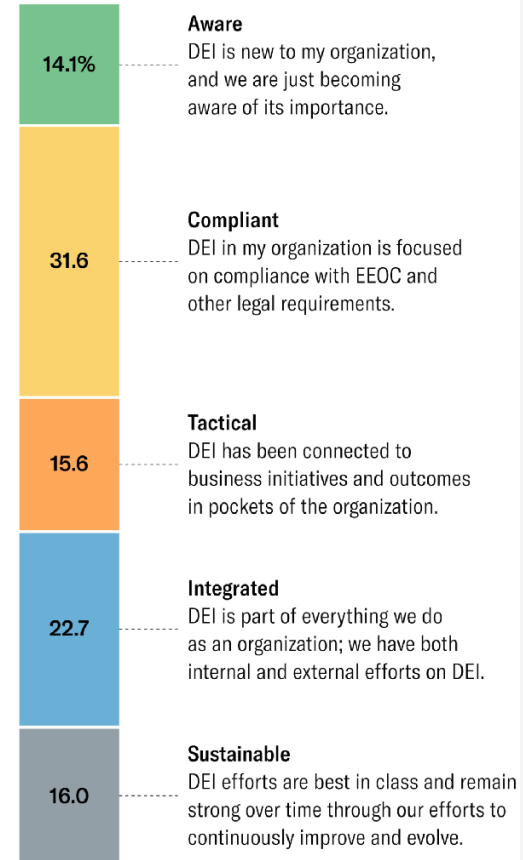 Aware
14.1%
DEI is new to my organization,
and we are just becoming
aware of its importance.
Compliant
31.6
DEI in my organization is focused
on compliance with EEOC and
other legal requirements.
Tactical
15.6
DEI has been connected to
business initiatives and outcomes
in pockets of the organization.
Integrated
22.7
DEI is part of everything we do
as an organization; we have both
internal and external efforts on DEI.
Sustainable
16.0
DEI efforts are best in class and remain
strong over time through our efforts to
continuously improve and evolve.